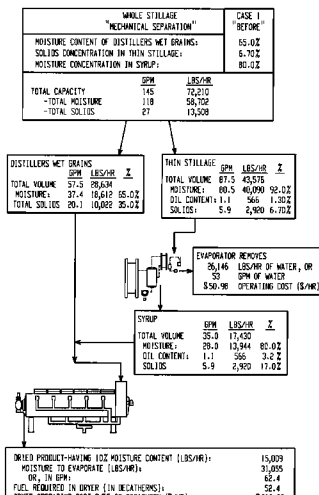 WHOLE STILLAGE
"MECHANICAL SEPARATION"
CASE 1
"BEFORE"
MOISTURE CONTENT OF DISTILLERS WET GRAINS: 65.0%
SOLIDS CONCENTRATION IN THIN STILLAGE: 6.70%
MOISTURE CONCENTRATION IN SYRUP: 80.0%
GPM LBS/HR
TOTAL CAPACITY 145 72,210
-TOTAL MOISTURE 118 58,702
-TOTAL SOLIDS 27 13,508
DISTILLERS WET GRAINS
GPM LBS/HR %
TOTAL VOLUME 57.5 28,634
MOISTURE: 37.4 18,612 65.0%
TOTAL SOLIDS 20.1 10,022 35.0%
THIN STILLAGE
GPM LBS/HR %
TOTAL VOLUME 87.5 43,576
MOISTURE: 80.5 40,090 92.0%
OIL CONTENT: 1.1 566 1.30%
SOLIDS: 5.9 2,920 6.70%
EVAPORATOR REMOVES
26,146 LBS/HR OF WATER, OR
53 GPM OF WATER
$50.98 OPERATING COST ($/HR)
SYRUP
GPM LBS/HR %
TOTAL VOLUME 35.0 17,430
MOISTURE: 28.0 13,944 80.0%
OIL CONTENT: 1.1 566 3.2%
SOLIDS 5.9 2,920 17.0%
DRIED PRODUCT-HAVING 10% MOISTURE CONTENT (LBS/HR): 15,009
MOISTURE TO EVAPORATE (LBS/HR): 31,055
OR, IN GPM: 62.4
FUEL REQUIRED IN DRYER (IN DECATHERMS): 52.4